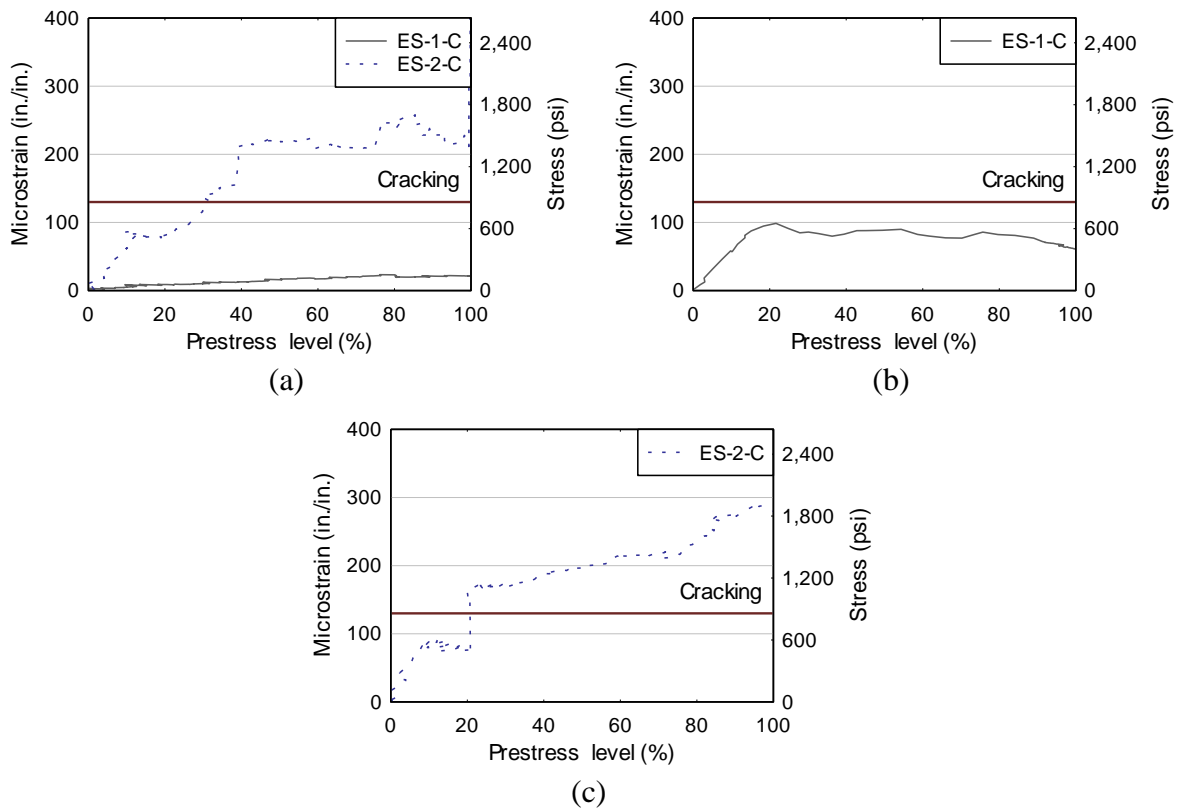 400
300
200
100
0
Microstrain (in./in.)
ES-1-C
ES-2-C
Cracking
2,400
1,800
1,200
600
0
Stress (psi)
0 20 40 60 80 100
Prestress level (%)
(a)
400
300
200
100
0
Microstrain (in./in.)
ES-1-C
Cracking
2,400
1,800
1,200
600
0
Stress (psi)
0 20 40 60 80 100
Prestress level (%)
(b)
400
300
200
100
0
Microstrain (in./in.)
ES-2-C
Cracking
2,400
1,800
1,200
600
0
Stress (psi)
0 20 40 60 80 100
Prestress level (%)
(c)